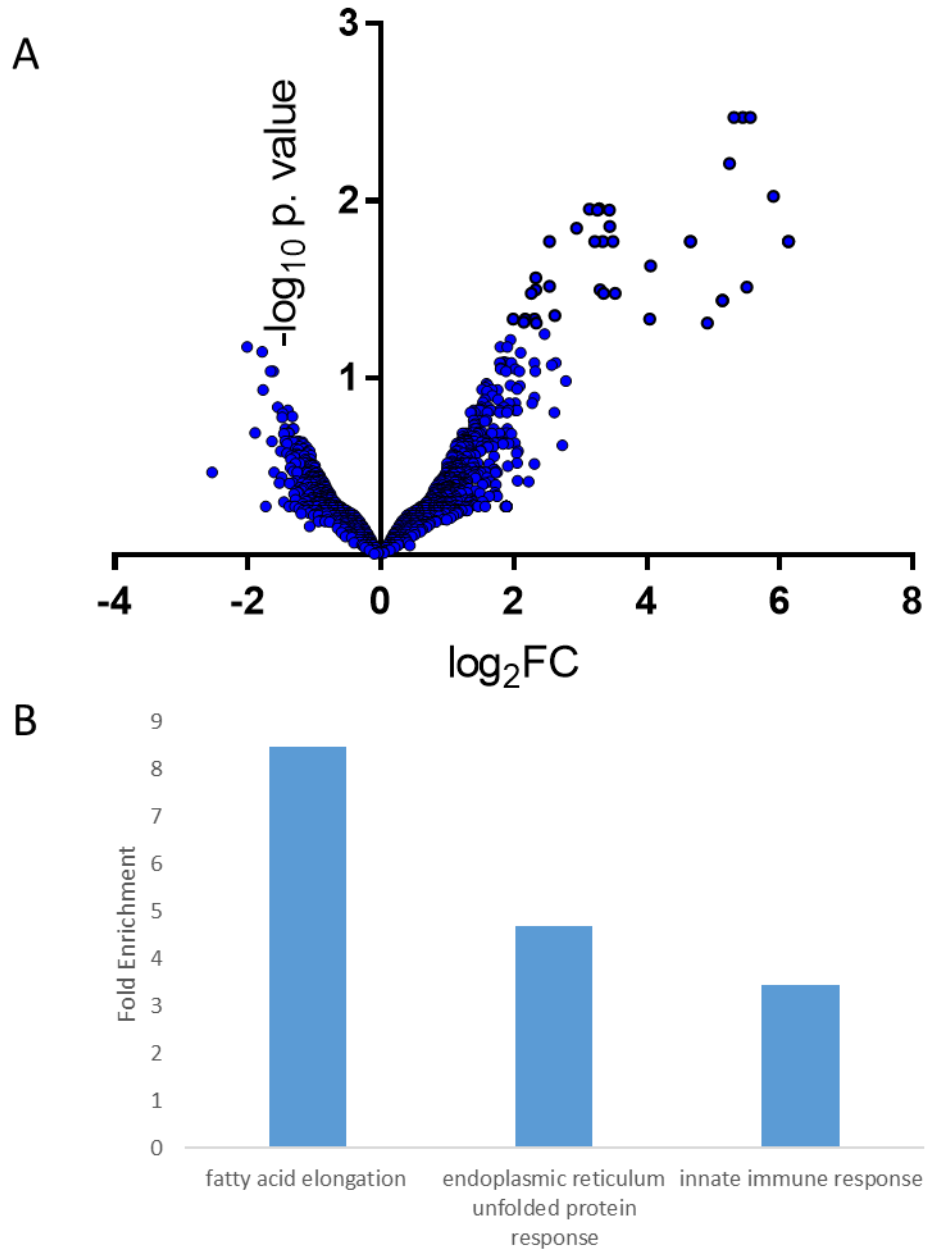 A
3
2
1
-log10 p. value
-4 -2 0 2 4 6 8
log2FC
B
9
8
7
6
5
4
3
2
1
0
Fold Enrichment
fatty acid elongation
endoplasmic reticulum
unfolded protein
response
innate immune response